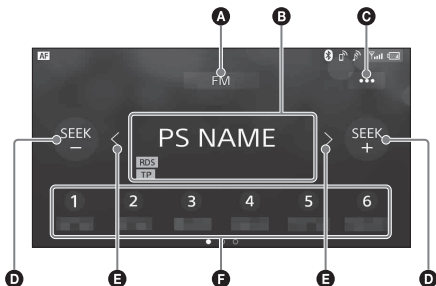 A B C
AF
FM
SEEK − < PS NAME > SEEK +
RDS
TP
1 2 3 4 5 6
D E F E D